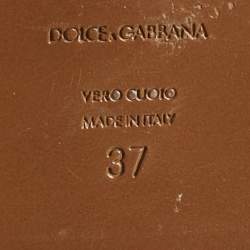 DOLCE & GABBANA
VERO CUOIO
MADE IN ITALY
37